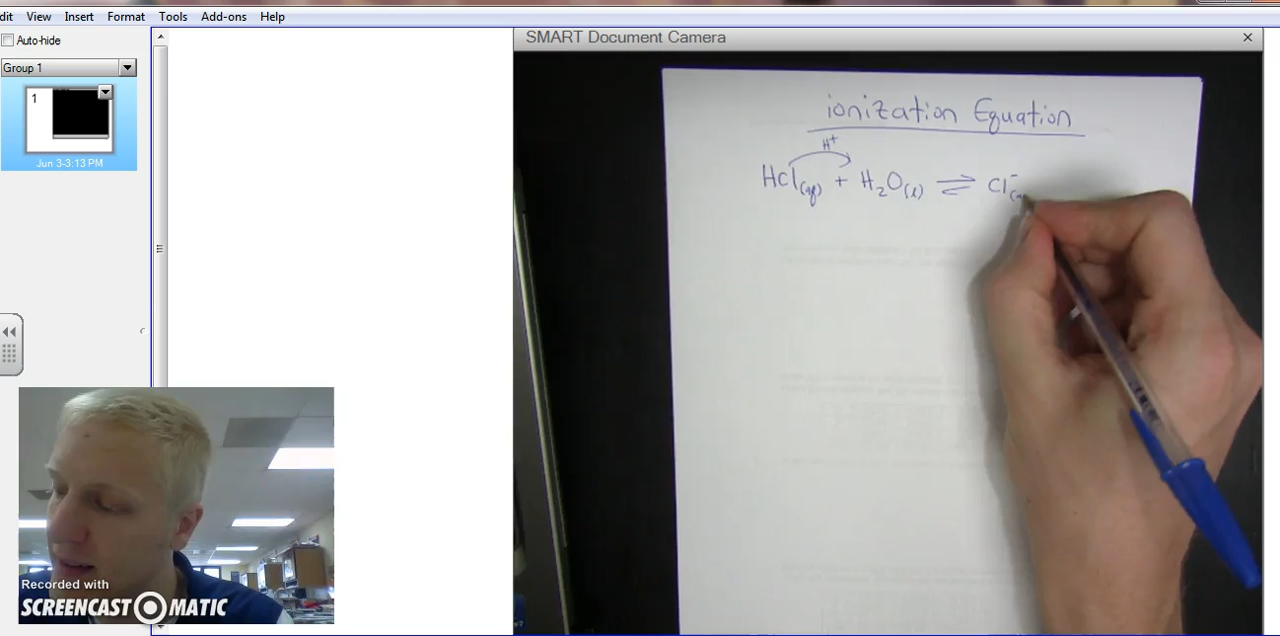 dit View Insert Format Tools Add-ons Help
Auto-hide
SMART Document Camera
Group 1
1
Jun 3-3:13 PM
ionization Equation
H⁺
HCl(aq) + H₂O(l) ⇌ Cl⁻(a
Recorded with
SCREENCAST MATIC